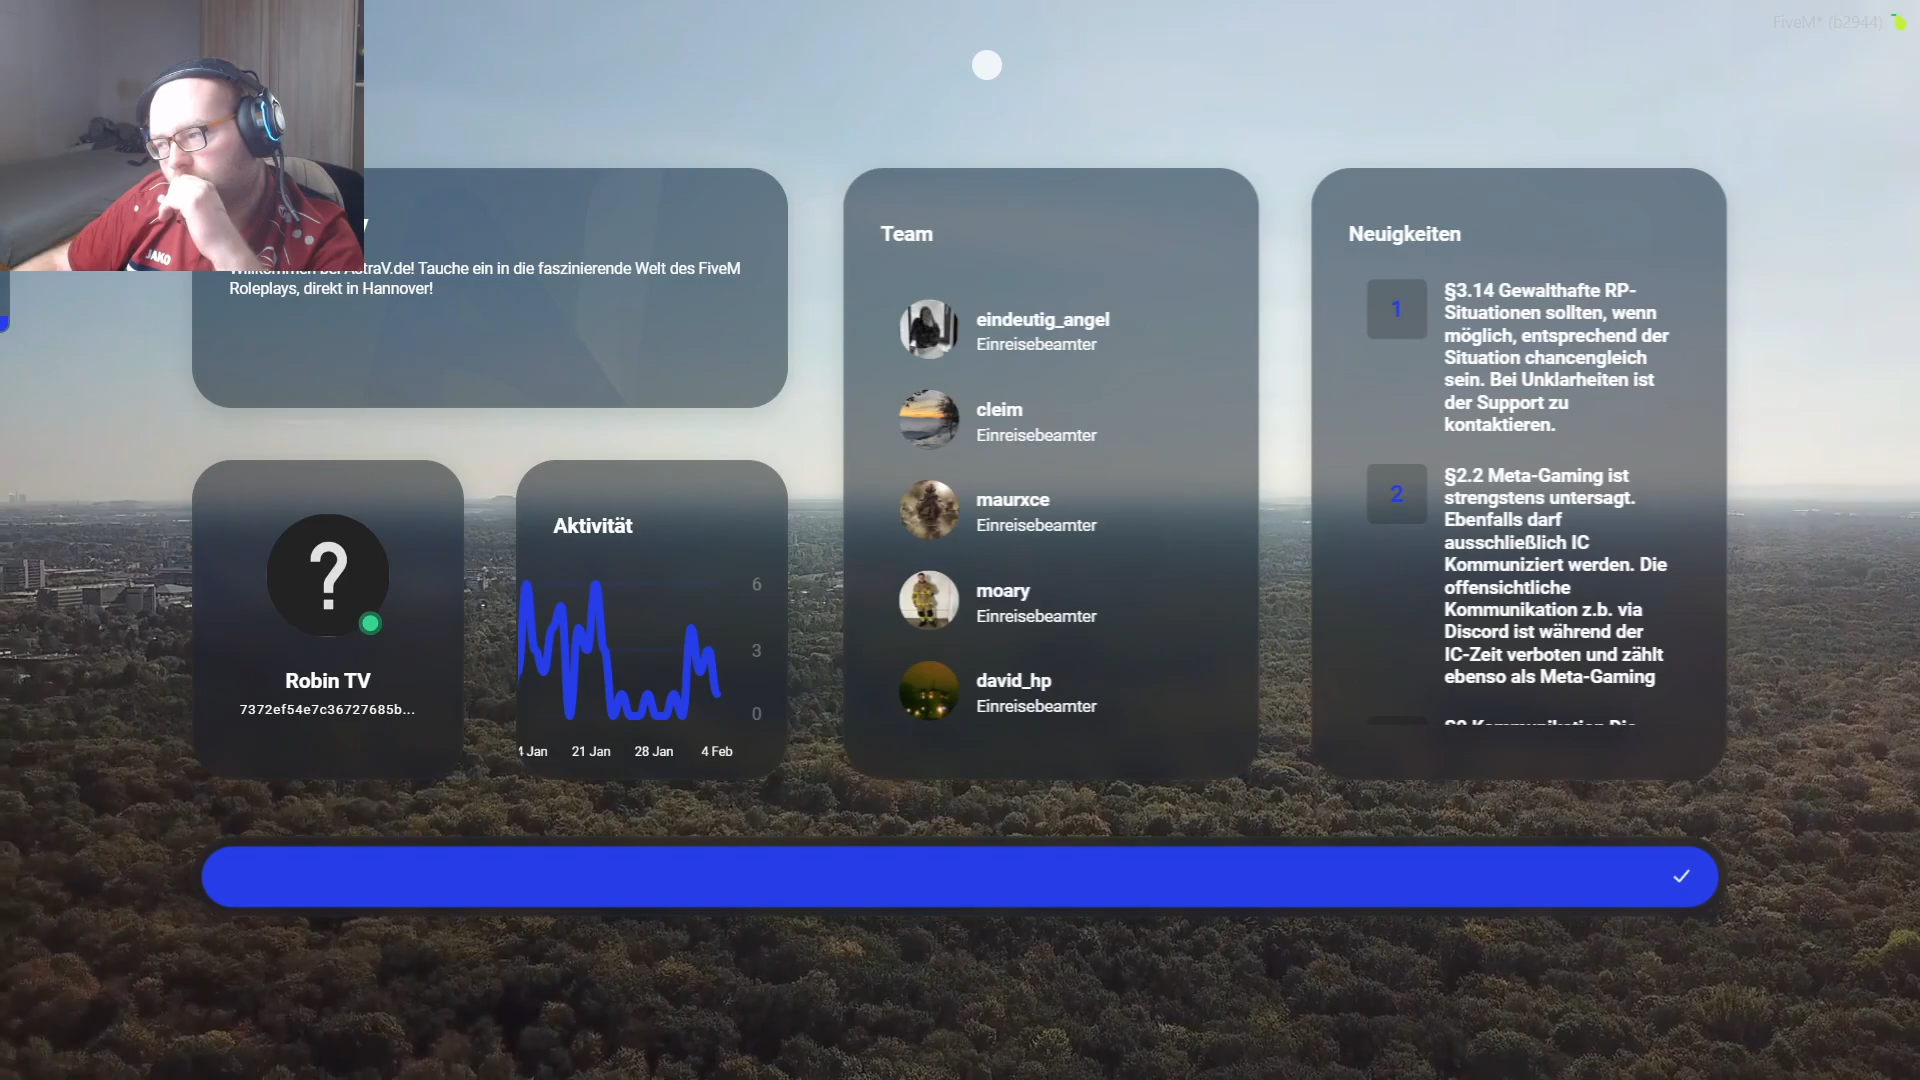 FiveM* (b2944)
JAKO
Willkommen bei AstraV.de! Tauche ein in die faszinierende Welt des FiveM
Roleplays, direkt in Hannover!
Robin TV
7372ef54e7c36727685b...
Aktivität
6
3
0
Jan
21 Jan
28 Jan
4 Feb
Team
eindeutig_angel
Einreisebeamter
cleim
Einreisebeamter
maurxce
Einreisebeamter
moary
Einreisebeamter
david_hp
Einreisebeamter
Neuigkeiten
1
§3.14 Gewalthafte RP-
Situationen sollten, wenn
möglich, entsprechend der
Situation chancengleich
sein. Bei Unklarheiten ist
der Support zu
kontaktieren.
2
§2.2 Meta-Gaming ist
strengstens untersagt.
Ebenfalls darf
ausschließlich IC
Kommuniziert werden. Die
offensichtliche
Kommunikation z.b. via
Discord ist während der
IC-Zeit verboten und zählt
ebenso als Meta-Gaming